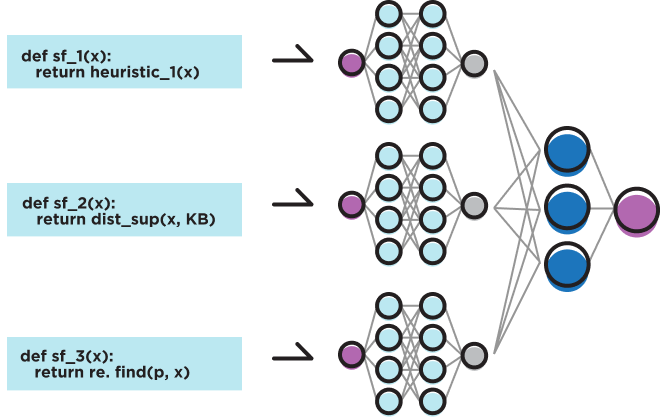 def sf_1(x):
return heuristic_1(x)
def sf_2(x):
return dist_sup(x, KB)
def sf_3(x):
return re. find(p, x)